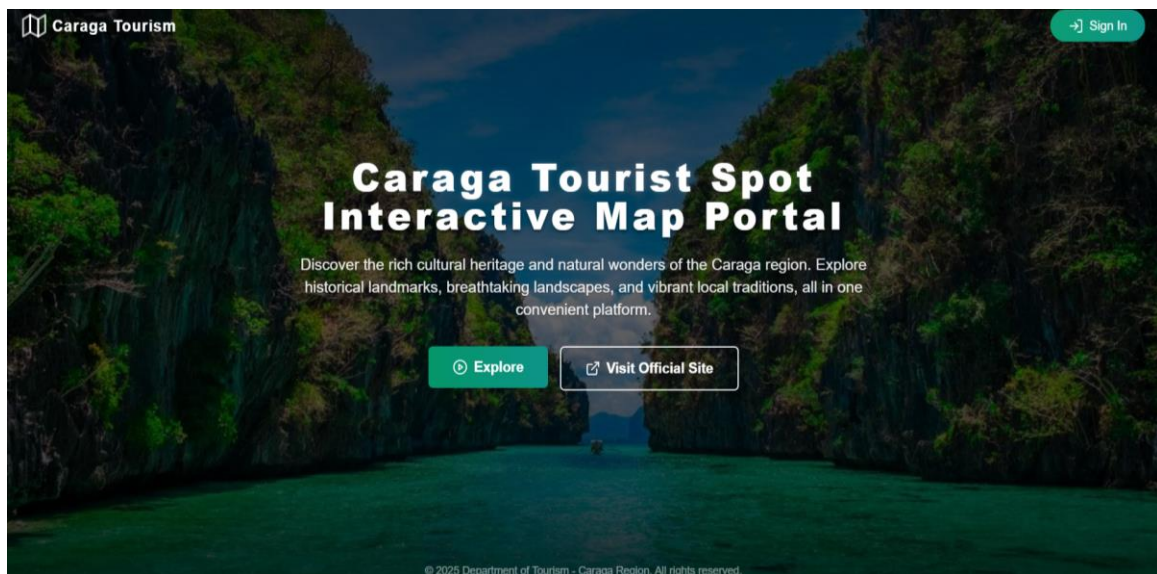 Caraga Tourism
Sign In
Caraga Tourist Spot
Interactive Map Portal
Discover the rich cultural heritage and natural wonders of the Caraga region. Explore
historical landmarks, breathtaking landscapes, and vibrant local traditions, all in one
convenient platform.
Explore
Visit Official Site
© 2025 Department of Tourism - Caraga Region. All rights reserved.